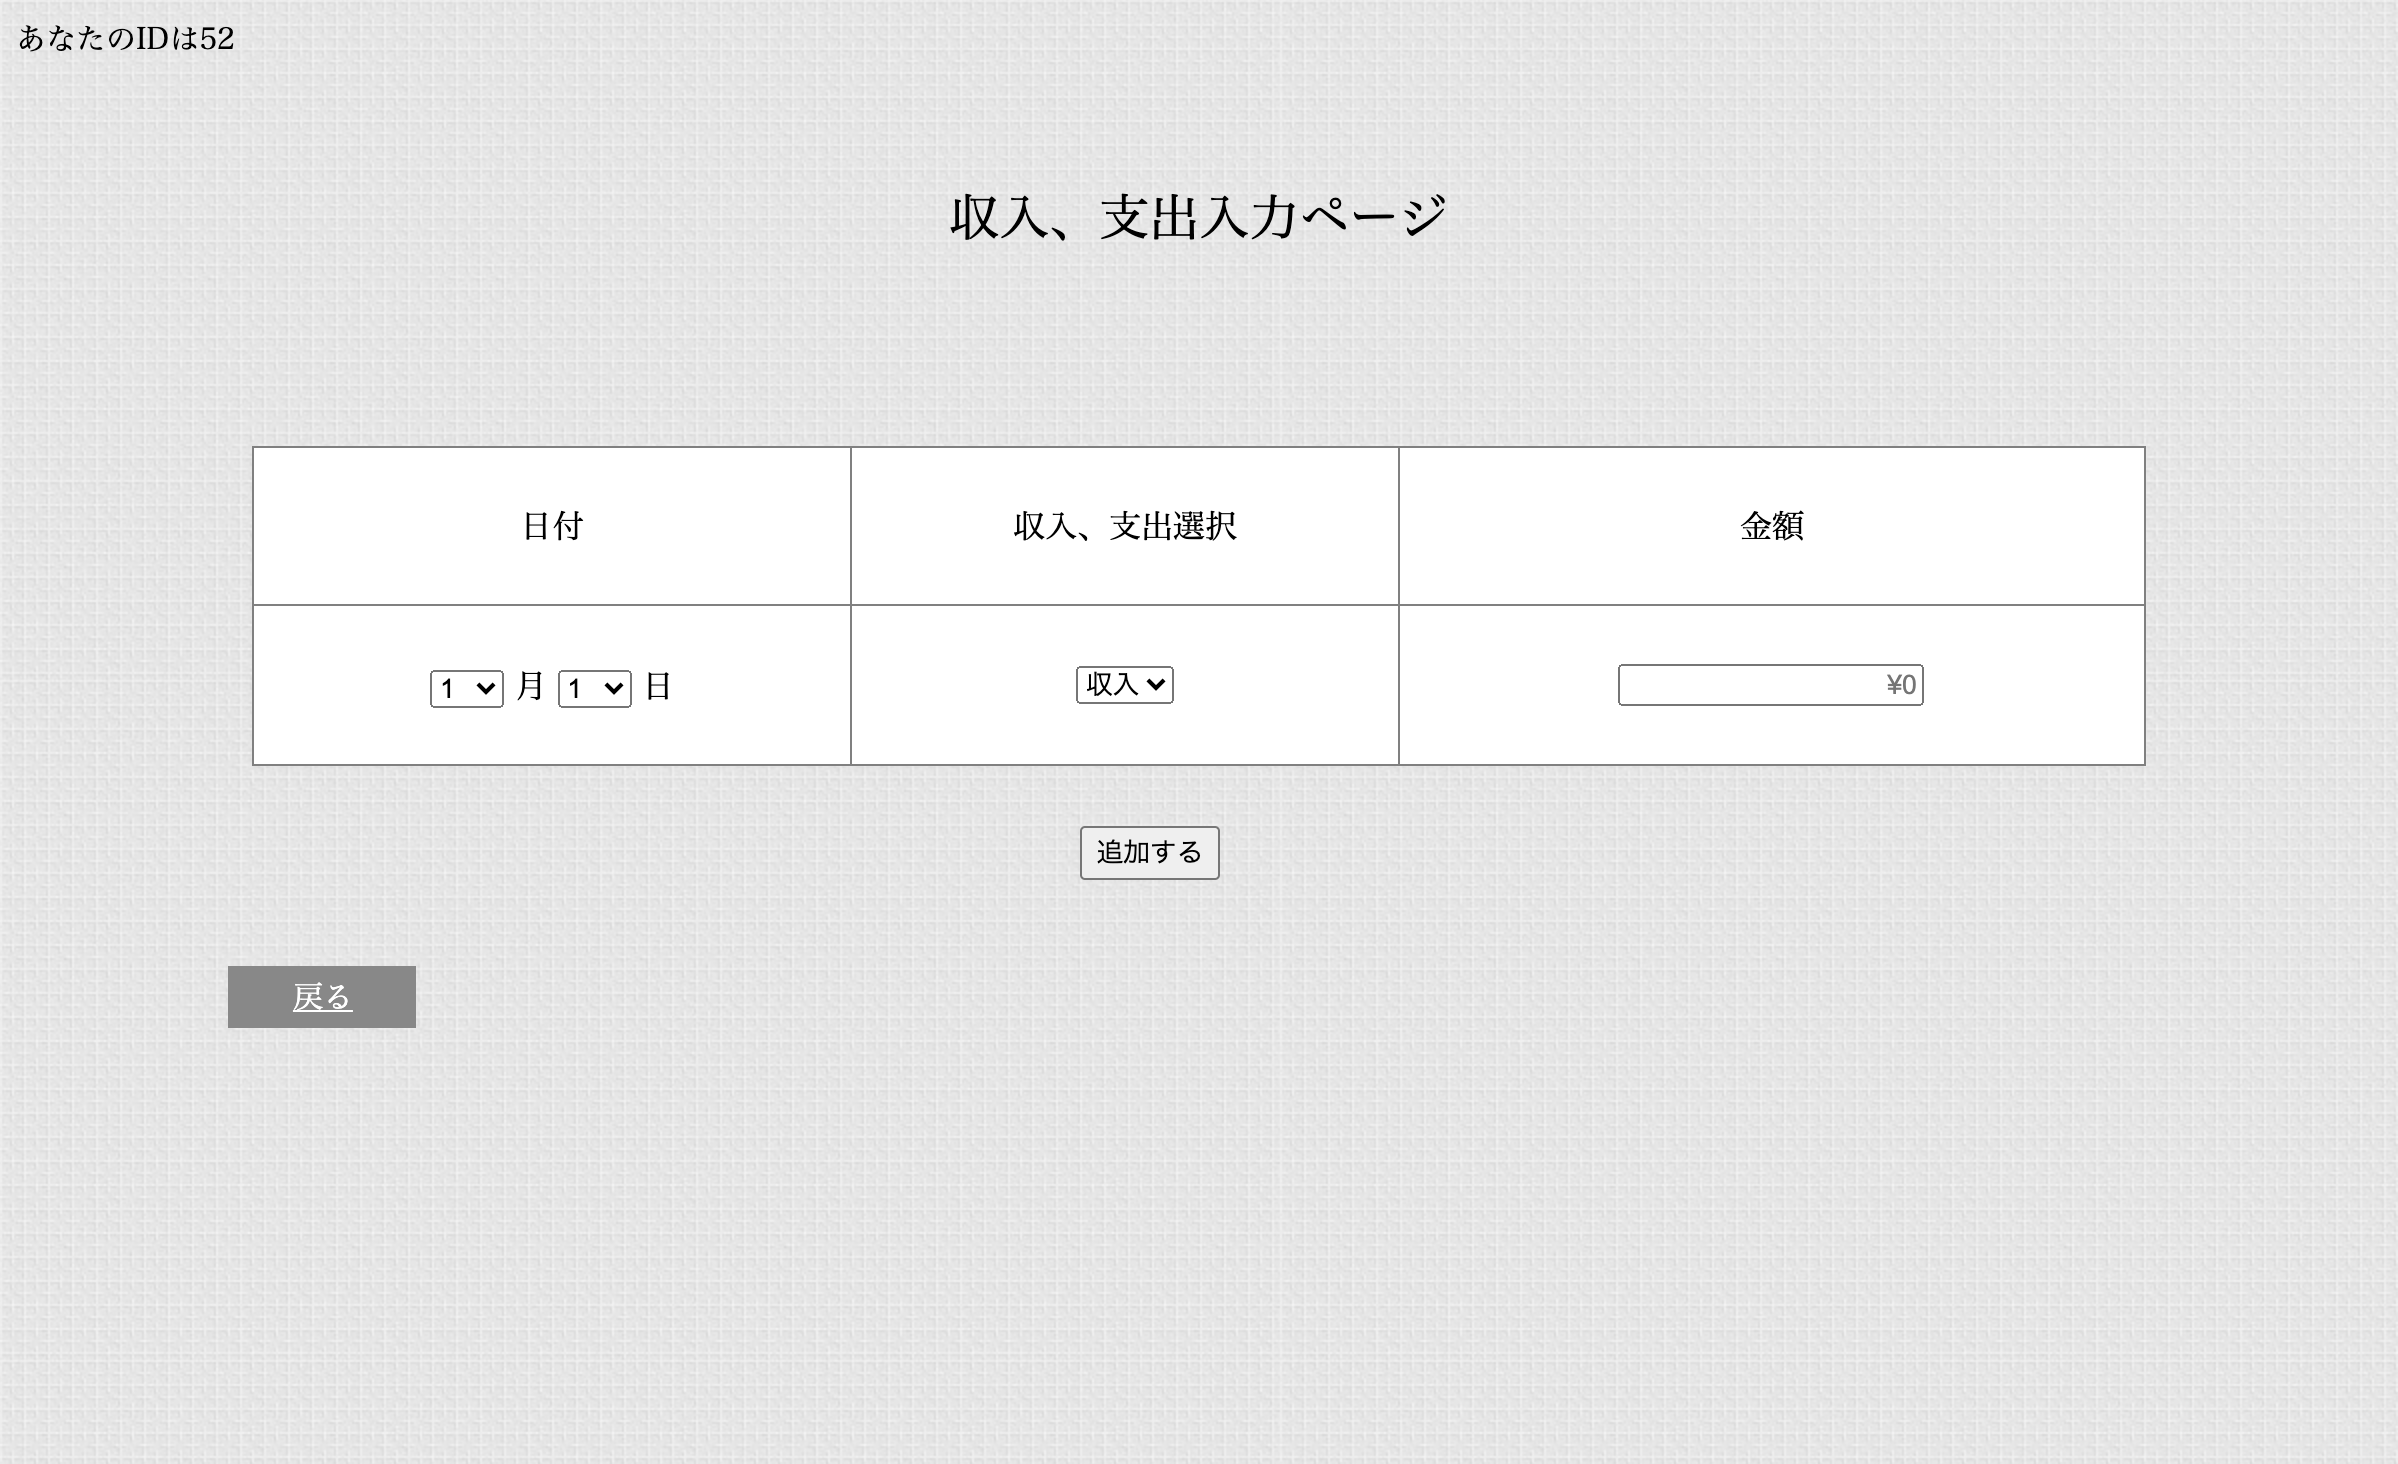 あなたのIDは52
収入、支出入力ページ
日付 収入、支出選択 金額
1 月 1 日 収入 ¥0
追加する
戻る